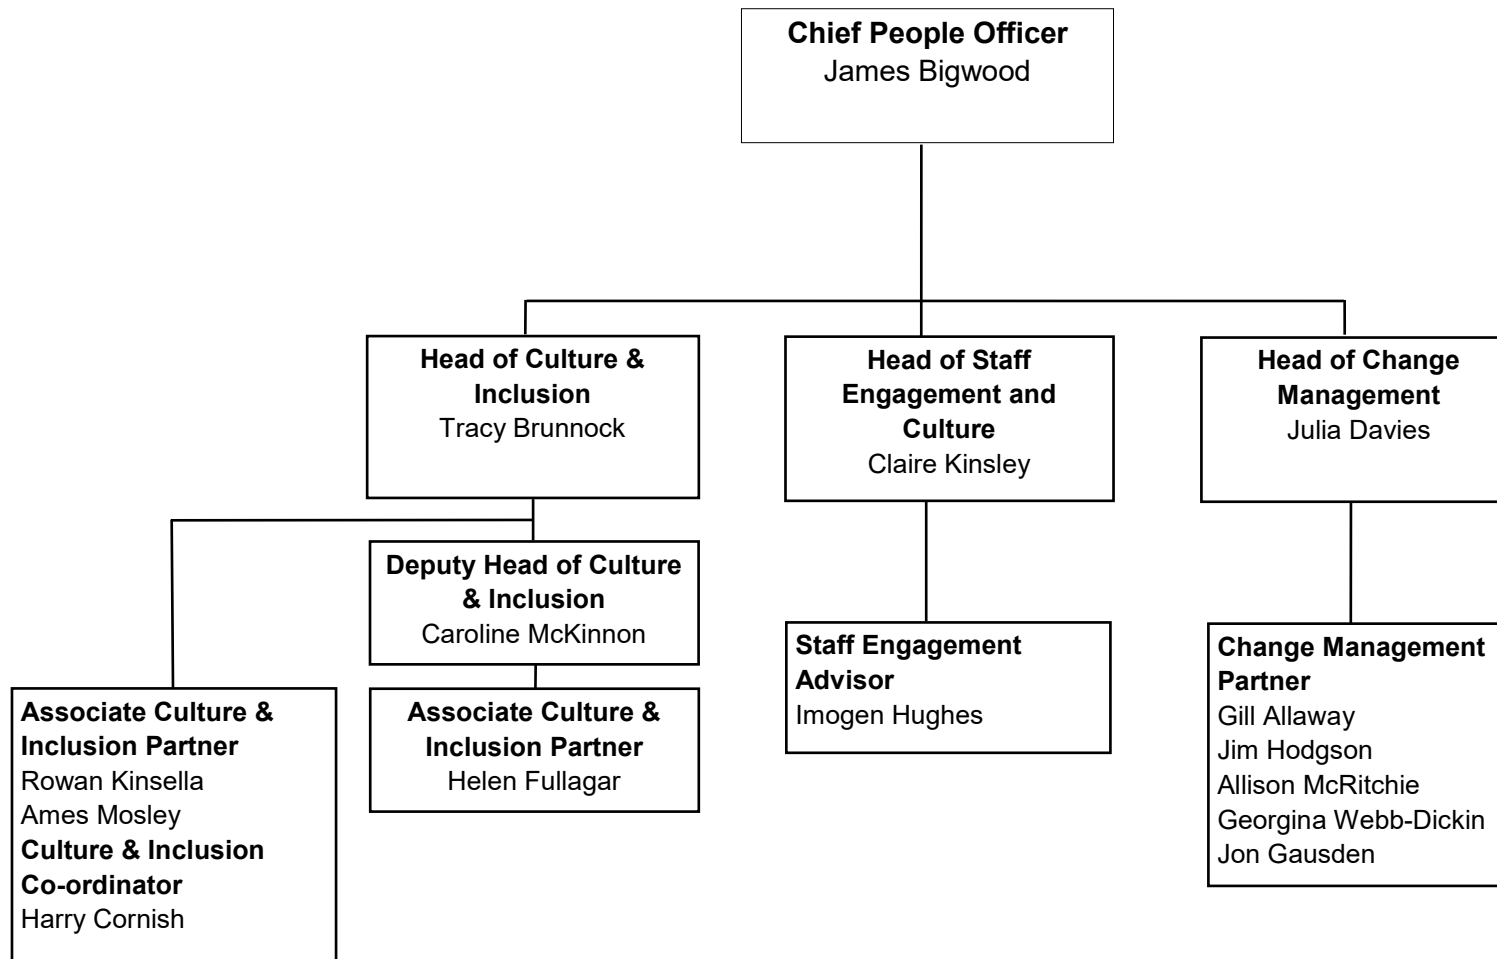 Chief People Officer
James Bigwood
Head of Culture &
Inclusion
Tracy Brunnock
Head of Staff
Engagement and
Culture
Claire Kinsley
Head of Change
Management
Julia Davies
Deputy Head of Culture
& Inclusion
Caroline McKinnon
Associate Culture &
Inclusion Partner
Rowan Kinsella
Ames Mosley
Culture & Inclusion
Co-ordinator
Harry Cornish
Associate Culture &
Inclusion Partner
Helen Fullagar
Staff Engagement
Advisor
Imogen Hughes
Change Management
Partner
Gill Allaway
Jim Hodgson
Allison McRitchie
Georgina Webb-Dickin
Jon Gausden